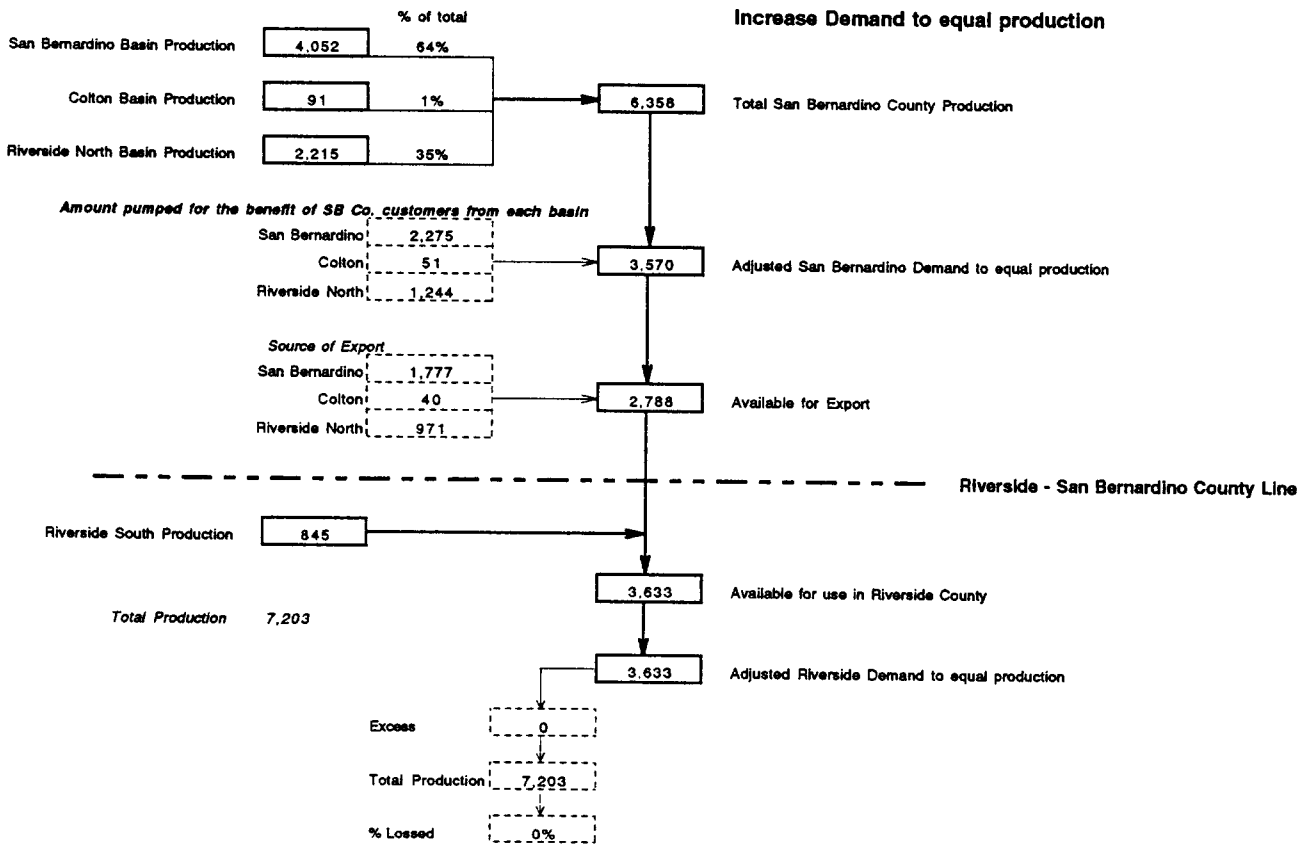 % of total
Increase Demand to equal production
San Bernardino Basin Production 4,052 64%
Colton Basin Production 91 1% 6,358 Total San Bernardino County Production
Riverside North Basin Production 2,215 35%
Amount pumped for the benefit of SB Co. customers from each basin
San Bernardino 2,275
Colton 51 3,570 Adjusted San Bernardino Demand to equal production
Riverside North 1,244
Source of Export
San Bernardino 1,777
Colton 40 2,788 Available for Export
Riverside North 971
Riverside - San Bernardino County Line
Riverside South Production 845
3,633 Available for use in Riverside County
Total Production 7,203
3,633 Adjusted Riverside Demand to equal production
Excess 0
Total Production 7,203
% Lossed 0%